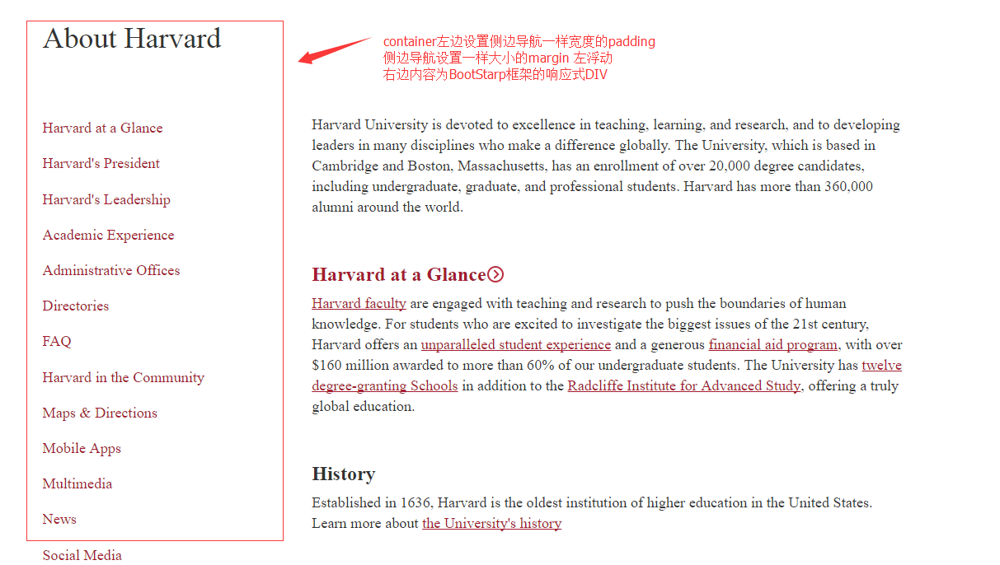 About Harvard
container左边设置侧边导航一样宽度的padding
侧边导航设置一样大小的margin 左浮动
右边内容为BootStarp框架的响应式DIV
Harvard at a Glance
Harvard's President
Harvard's Leadership
Academic Experience
Administrative Offices
Directories
FAQ
Harvard in the Community
Maps & Directions
Mobile Apps
Multimedia
News
Social Media
Harvard University is devoted to excellence in teaching, learning, and research, and to developing
leaders in many disciplines who make a difference globally. The University, which is based in
Cambridge and Boston, Massachusetts, has an enrollment of over 20,000 degree candidates,
including undergraduate, graduate, and professional students. Harvard has more than 360,000
alumni around the world.
Harvard at a Glance
Harvard faculty are engaged with teaching and research to push the boundaries of human
knowledge. For students who are excited to investigate the biggest issues of the 21st century,
Harvard offers an unparalleled student experience and a generous financial aid program, with over
$160 million awarded to more than 60% of our undergraduate students. The University has twelve
degree-granting Schools in addition to the Radcliffe Institute for Advanced Study, offering a truly
global education.
History
Established in 1636, Harvard is the oldest institution of higher education in the United States.
Learn more about the University's history